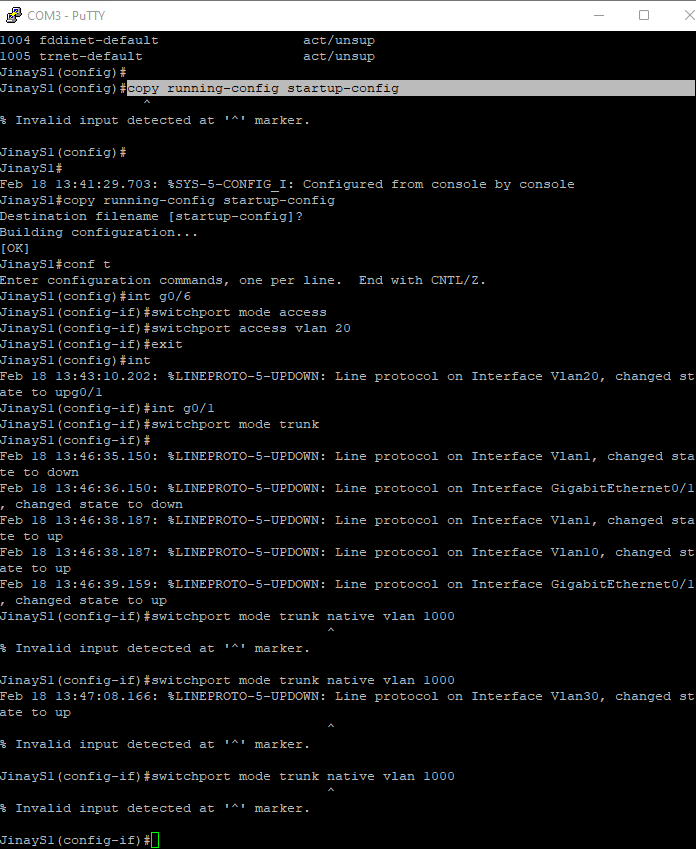 COM3 - PuTTY
1004 fddinet-default                  act/unsup
1005 trnet-default                    act/unsup
JinayS1(config)#
JinayS1(config)#copy running-config startup-config
                   ^
% Invalid input detected at '^' marker.
JinayS1(config)#
JinayS1#
Feb 18 13:41:29.703: %SYS-5-CONFIG_I: Configured from console by console
JinayS1#copy running-config startup-config
Destination filename [startup-config]?
Building configuration...
[OK]
JinayS1#conf t
Enter configuration commands, one per line.  End with CNTL/Z.
JinayS1(config)#int g0/6
JinayS1(config-if)#switchport mode access
JinayS1(config-if)#switchport access vlan 20
JinayS1(config-if)#exit
JinayS1(config)#int
Feb 18 13:43:10.202: %LINEPROTO-5-UPDOWN: Line protocol on Interface Vlan20, changed st
ate to upg0/1
JinayS1(config-if)#int g0/1
JinayS1(config-if)#switchport mode trunk
JinayS1(config-if)#
Feb 18 13:46:35.150: %LINEPROTO-5-UPDOWN: Line protocol on Interface Vlan1, changed sta
te to down
Feb 18 13:46:36.150: %LINEPROTO-5-UPDOWN: Line protocol on Interface GigabitEthernet0/1
, changed state to down
Feb 18 13:46:38.187: %LINEPROTO-5-UPDOWN: Line protocol on Interface Vlan1, changed sta
te to up
Feb 18 13:46:38.187: %LINEPROTO-5-UPDOWN: Line protocol on Interface Vlan10, changed st
ate to up
Feb 18 13:46:39.159: %LINEPROTO-5-UPDOWN: Line protocol on Interface GigabitEthernet0/1
, changed state to up
JinayS1(config-if)#switchport mode trunk native vlan 1000
                                         ^
% Invalid input detected at '^' marker.
JinayS1(config-if)#switchport mode trunk native vlan 1000
Feb 18 13:47:08.166: %LINEPROTO-5-UPDOWN: Line protocol on Interface Vlan30, changed st
ate to up
                                         ^
% Invalid input detected at '^' marker.
JinayS1(config-if)#switchport mode trunk native vlan 1000
                                         ^
% Invalid input detected at '^' marker.
JinayS1(config-if)#